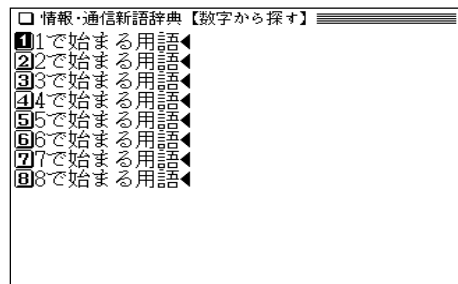 情報・通信新語辞典【数字から探す】
1 1で始まる用語◀
2 2で始まる用語◀
3 3で始まる用語◀
4 4で始まる用語◀
5 5で始まる用語◀
6 6で始まる用語◀
7 7で始まる用語◀
8 8で始まる用語◀